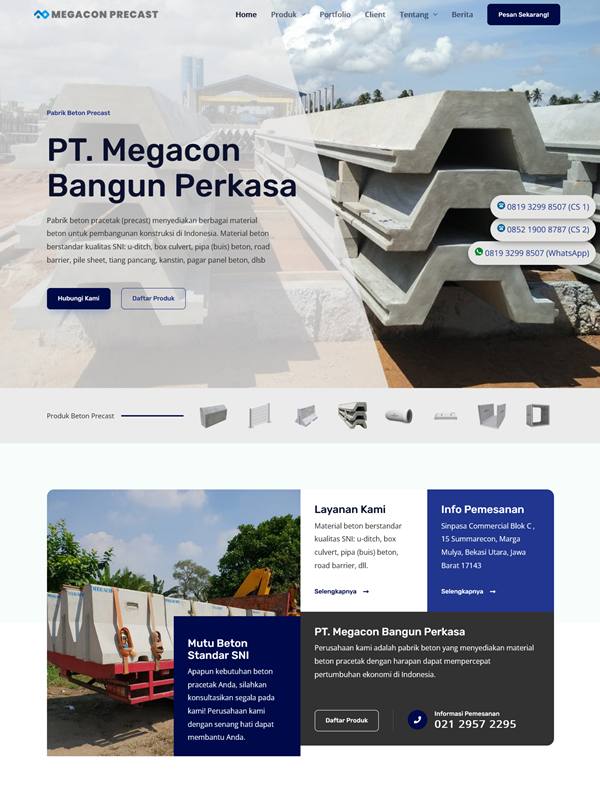 MEGACON PRECAST
Home Produk Portfolio Client Tentang Berita Pesan Sekarang!
Pabrik Beton Precast
PT. Megacon
Bangun Perkasa
Pabrik beton pracetak (precast) menyediakan berbagai material
beton untuk pembangunan konstruksi di Indonesia. Material beton
berstandar kualitas SNI: u-ditch, box culvert, pipa (buis) beton, road
barrier, pile sheet, tiang pancang, kanstin, pagar panel beton, dlsb
Hubungi Kami Daftar Produk
0819 3299 8507 (CS 1)
0852 1900 8787 (CS 2)
0819 3299 8507 (WhatsApp)
Produk Beton Precast
Layanan Kami
Material beton berstandar
kualitas SNI: u-ditch, box
culvert, pipa (buis) beton,
road barrier, dll.
Selengkapnya
Info Pemesanan
Sinpasa Commercial Blok C ,
15 Summarecon, Marga
Mulya, Bekasi Utara, Jawa
Barat 17143
Selengkapnya
Mutu Beton
Standar SNI
Apapun kebutuhan beton
pracetak Anda, silahkan
konsultasikan segala pada
kami! Perusahaan kami
dengan senang hati dapat
membantu Anda.
PT. Megacon Bangun Perkasa
Perusahaan kami adalah pabrik beton yang menyediakan material
beton pracetak dengan harapan dapat mempercepat
pertumbuhan ekonomi di Indonesia.
Daftar Produk
Informasi Pemesanan
021 2957 2295